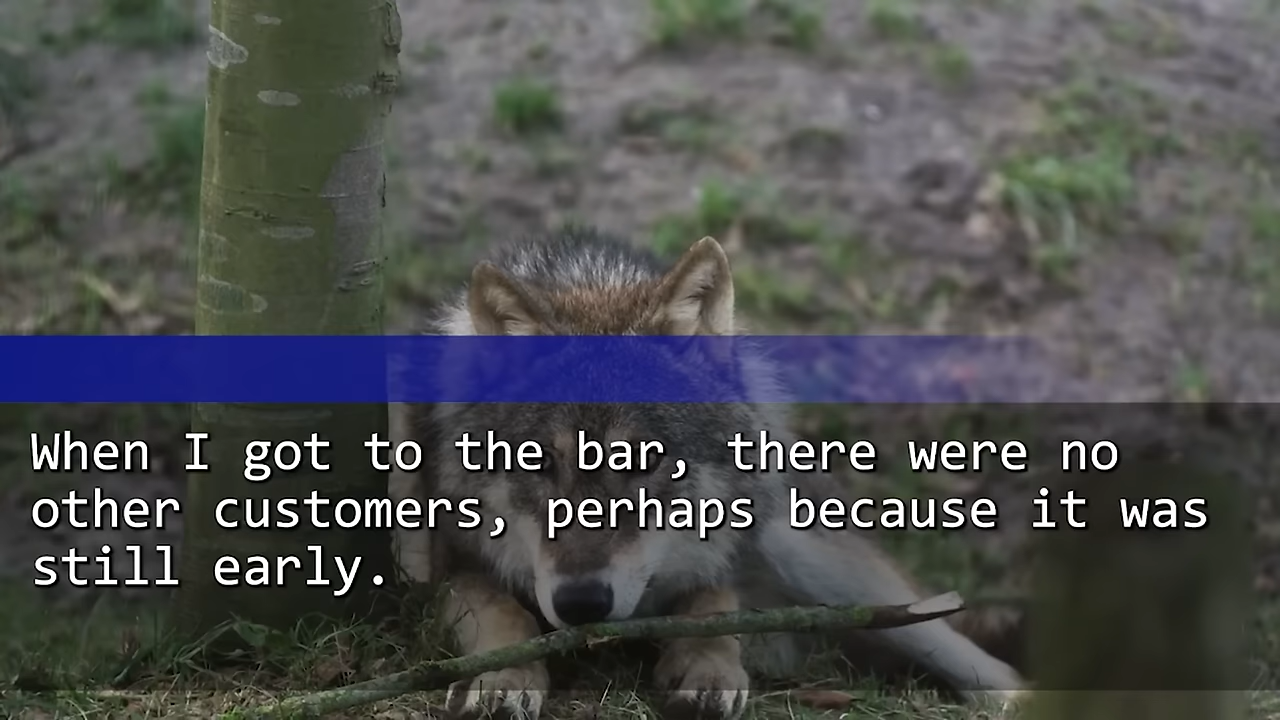 When I got to the bar, there were no
other customers, perhaps because it was
still early.